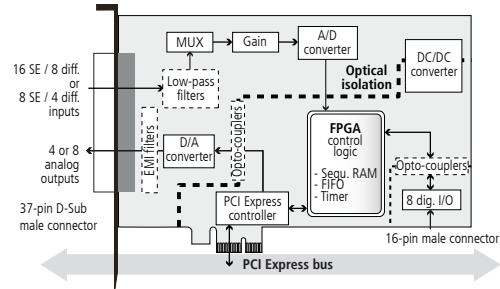 MUX
Gain
A/D
converter
DC/DC
converter
16 SE / 8 diff.
or
8 SE / 4 diff.
inputs
Low-pass
filters
Optical
isolation
EMI filters
D/A
converter
Opto-couplers
FPGA
control
logic
- Sequ. RAM
- FIFO
- Timer
4 or 8
analog
outputs
Opto-couplers
8 dig. I/O
PCI Express
controller
37-pin D-Sub
male connector
16-pin male connector
PCI Express bus